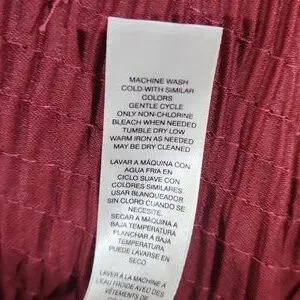 MACHINE WASH
COLD-WITH SIMILAR
COLORS
GENTLE CYCLE
ONLY NON-CHLORINE
BLEACH WHEN NEEDED
TUMBLE DRY LOW
WARM IRON AS NEEDED
MAY BE DRY CLEANED
LAVAR A MÁQUINA CON
AGUA FRIA EN
CICLO SUAVE CON
COLORES SIMILARES.
USAR BLANQUEADOR
SIN CLORO CUANDO SE
NECESITE.
SECAR A MÁQUINA A
BAJA TEMPERATURA
PLANCHAR A BAJA
TEMPERATURA
PUEDE LAVARSE EN
SECO
LAVER À LA MACHINE À
L'EAU FROIDE AVEC DES
VÊTEMENTS DE